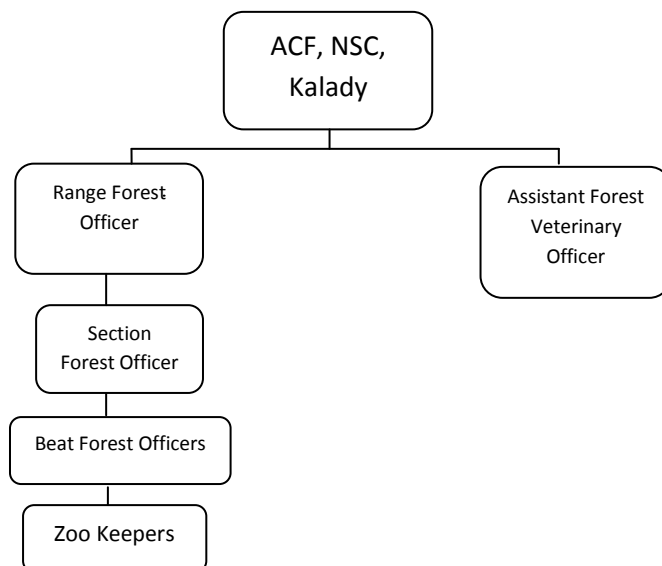 ACF, NSC,
Kalady
Range Forest
Officer
Assistant Forest
Veterinary
Officer
Section
Forest Officer
Beat Forest Officers
Zoo Keepers